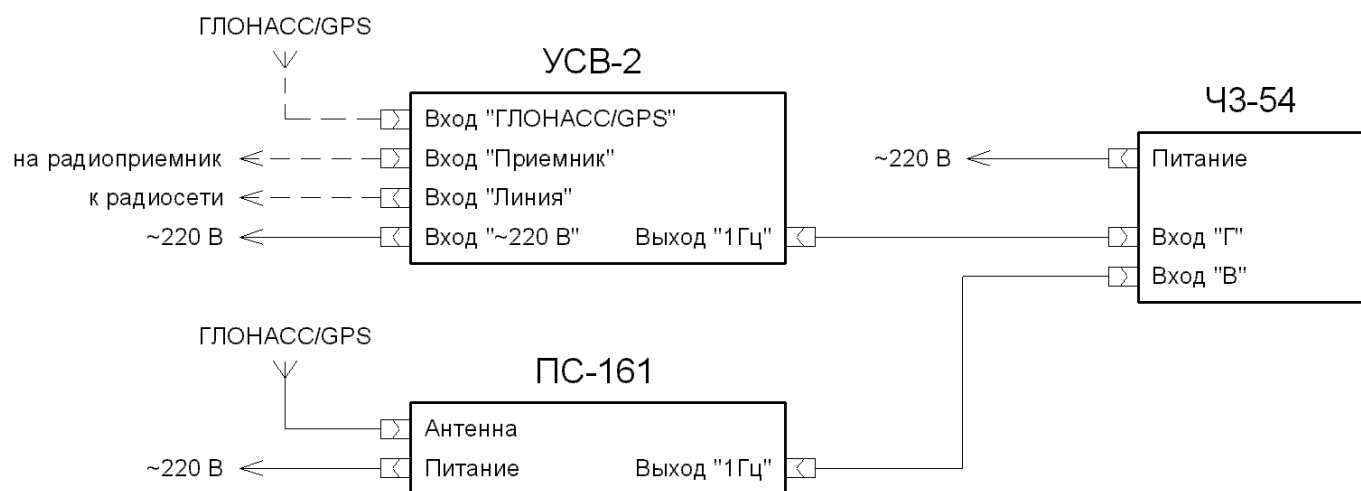 ГЛОНАСС/GPS
УСВ-2
ЧЗ-54
Вход "ГЛОНАСС/GPS"
на радиоприемник
Вход "Приемник"
~220 В
Питание
к радиосети
Вход "Линия"
~220 В
Вход "~220 В"
Выход "1Гц"
Вход "Г"
Вход "В"
ГЛОНАСС/GPS
ПС-161
Антенна
~220 В
Питание
Выход "1Гц"